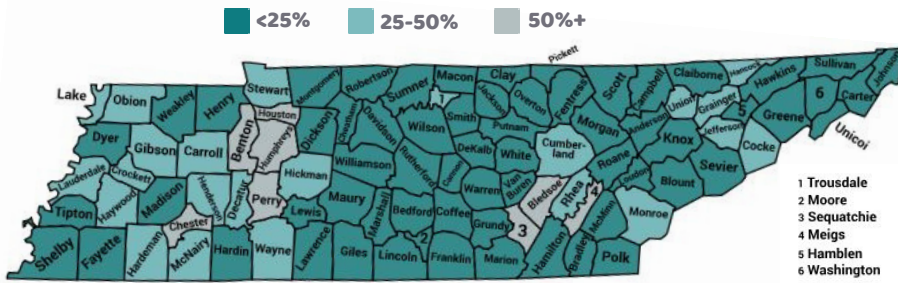 <25% 25-50% 50%+
Pickett
Lake Obion Weakley Henry Stewart Montgomery Robertson Sumner Macon Clay Fentress Scott Campbell Claiborne Hancock Hawkins Sullivan Johnson
1 Jackson Overton Union Grainger 5 6 Carter
Houston Smith Putnam Morgan Anderson Knox Jefferson Greene Unicoi
Dyer Gibson Carroll Benton Humphreys Dickson Cheatham Davidson Wilson DeKalb White Cumber-
land Roane Cocke
Lauderdale Crockett Hickman Williamson Rutherford Cannon Warren Van
Buren Bledsoe Rhea 4 Loudon Blount Sevier
Tipton Haywood Madison Henderson Decatur Perry Lewis Maury Marshall Bedford Coffee Grundy 3 McMinn Monroe
Shelby Fayette Hardeman Chester
McNairy Hardin Wayne Lawrence Giles Lincoln 2 Franklin Marion Hamilton Bradley Polk
1 Trousdale
2 Moore
3 Sequatchie
4 Meigs
5 Hamblen
6 Washington